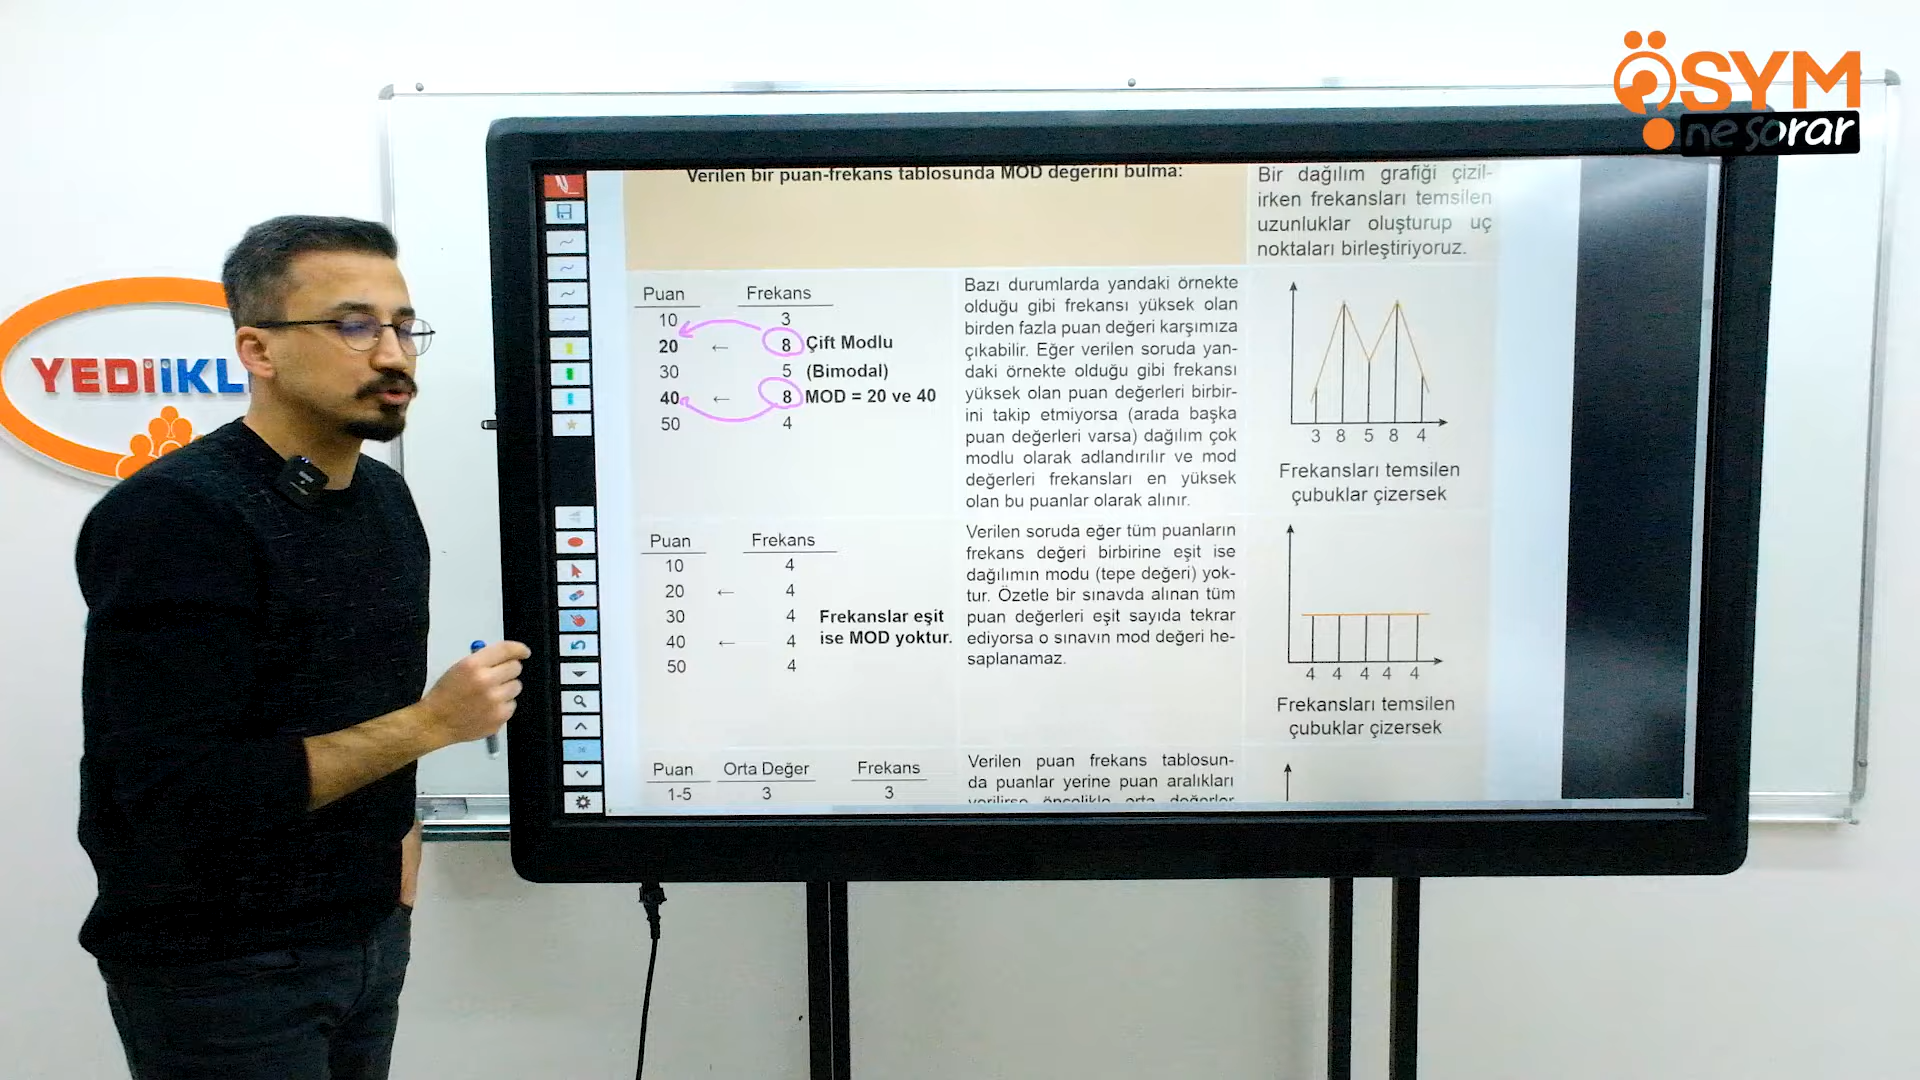 ÖSYM
ne sorar
YEDİİKL
Verilen bir puan-frekans tablosunda MOD değerini bulma:
Bir dağılım grafiği çizil-
irken frekansları temsilen
uzunluklar oluşturup uç
noktaları birleştiriyoruz.
Puan Frekans
10 3
20 ← 8 Çift Modlu
30 5 (Bimodal)
40 ← 8 MOD = 20 ve 40
50 4
Bazı durumlarda yandaki örnekte
olduğu gibi frekansı yüksek olan
birden fazla puan değeri karşımıza
çıkabilir. Eğer verilen soruda yan-
daki örnekte olduğu gibi frekansı
yüksek olan puan değerleri birbir-
ini takip etmiyorsa (arada başka
puan değerleri varsa) dağılım çok
modlu olarak adlandırılır ve mod
değerleri frekansları en yüksek
olan bu puanlar olarak alınır.
3 8 5 8 4
Frekansları temsilen
çubuklar çizersek
Puan Frekans
10 4
20 ← 4
30 4 Frekanslar eşit
40 ← 4 ise MOD yoktur.
50 4
Verilen soruda eğer tüm puanların
frekans değeri birbirine eşit ise
dağılımın modu (tepe değeri) yok-
tur. Özetle bir sınavda alınan tüm
puan değerleri eşit sayıda tekrar
ediyorsa o sınavın mod değeri he-
saplanamaz.
4 4 4 4 4
Frekansları temsilen
çubuklar çizersek
Puan Orta Değer Frekans
1-5 3 3
Verilen puan frekans tablosun-
da puanlar yerine puan aralıkları
verilirse öncelikle orta değerler